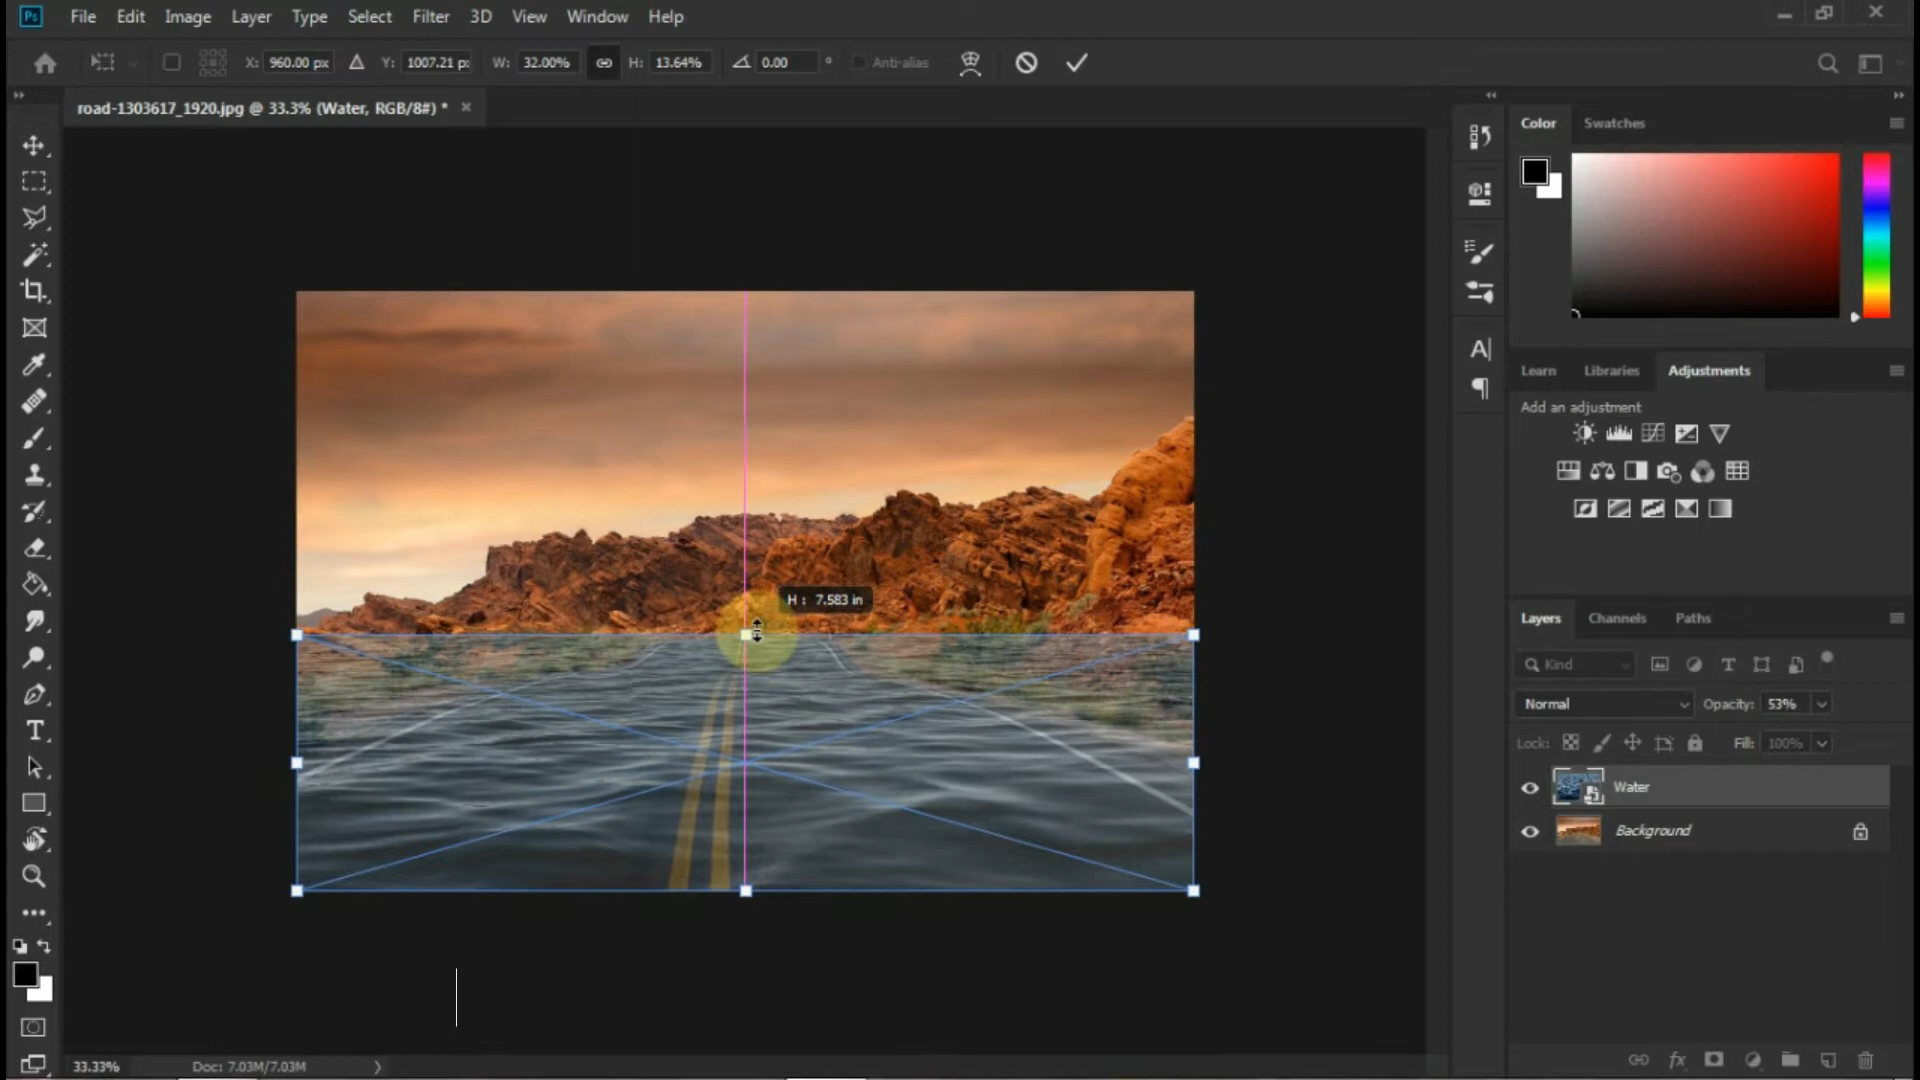 Ps File Edit Image Layer Type Select Filter 3D View Window Help
X: 960.00 px Y: 1007.21 p: W: 32.00% H: 13.64% 0.00 ° Anti-alias
road-1303617_1920.jpg @ 33.3% (Water, RGB/8#) * ×
Color Swatches
Learn Libraries Adjustments
Add an adjustment
H : 7.583 in
Layers Channels Paths
Kind
Normal Opacity: 53%
Lock: Fill: 100%
Water
Background
33.33% Doc: 7.03M/7.03M